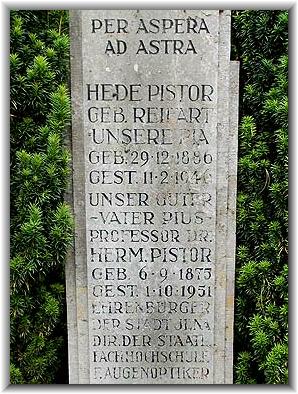 PER ASPERA
AD ASTRA
HEDE PISTOR
GEB. REIFART
UNSERE PIA
GEB. 29·12·1886
GEST. 11·2·1946
UNSER GUTER
-VATER PIUS-
PROFESSOR DR.
HERM. PISTOR
GEB. 6·9·1875
GEST. 1·10·1951
EHRENBÜRGER
DER STADT JENA
DIR. DER STAATL.
FACHHOCHSCHULE
F. AUGENOPTIKER